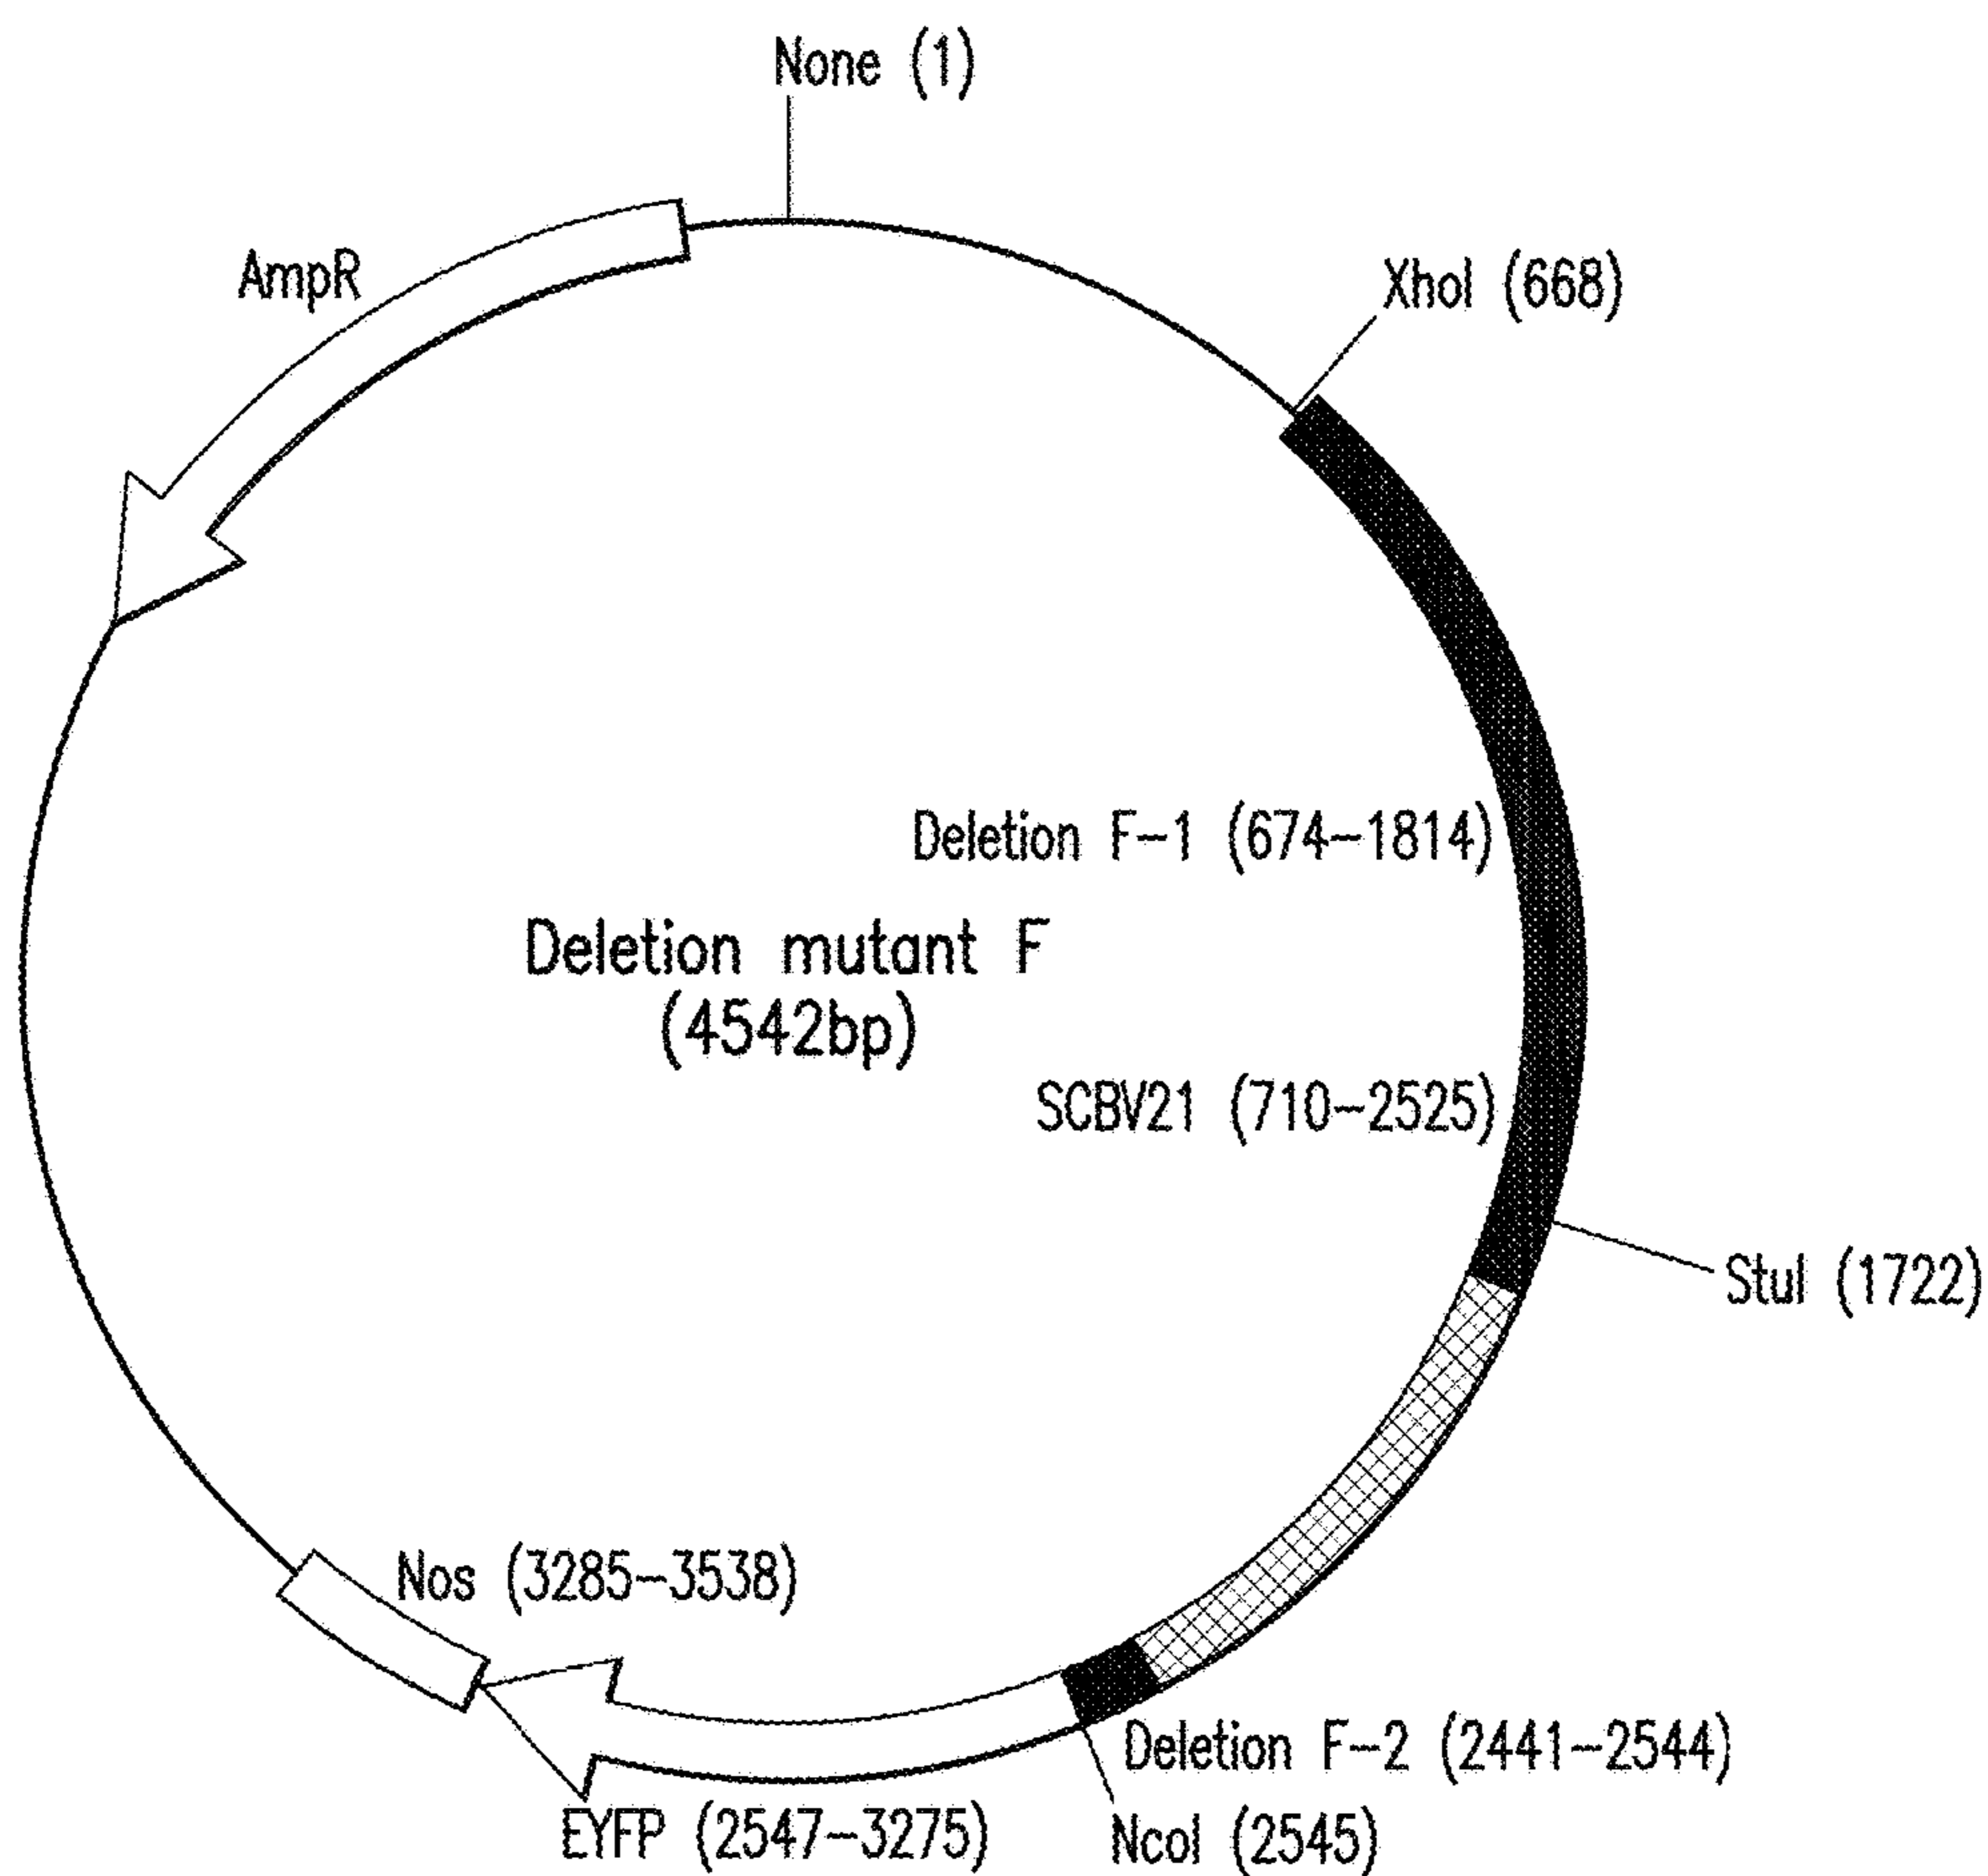 None (1)
AmpR
XhoI (668)
Deletion F-1 (674-1814)
Deletion mutant F
(4542bp)
SCBV21 (710-2525)
StuI (1722)
Nos (3285-3538)
Deletion F-2 (2441-2544)
EYFP (2547-3275)
NcoI (2545)